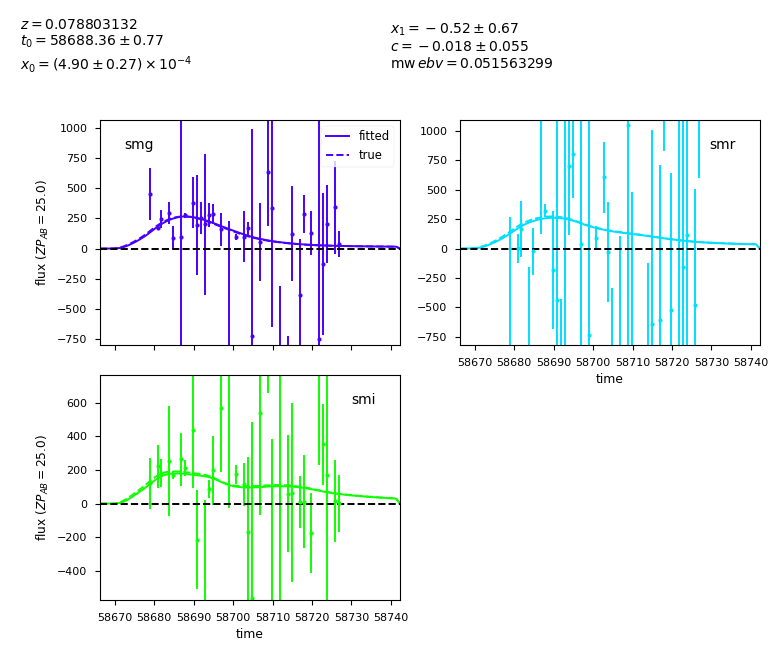 z = 0.078803132
t0 = 58688.36 ± 0.77
x0 = (4.90 ± 0.27) × 10^−4
x1 = −0.52 ± 0.67
c = −0.018 ± 0.055
mw ebv = 0.051563299
smg
fitted
true
1000
750
500
250
0
−250
−500
−750
flux (ZP_AB = 25.0)
smr
1000
750
500
250
0
−250
−500
−750
58670 58680 58690 58700 58710 58720 58730 58740
time
smi
600
400
200
0
−200
−400
flux (ZP_AB = 25.0)
58670 58680 58690 58700 58710 58720 58730 58740
time